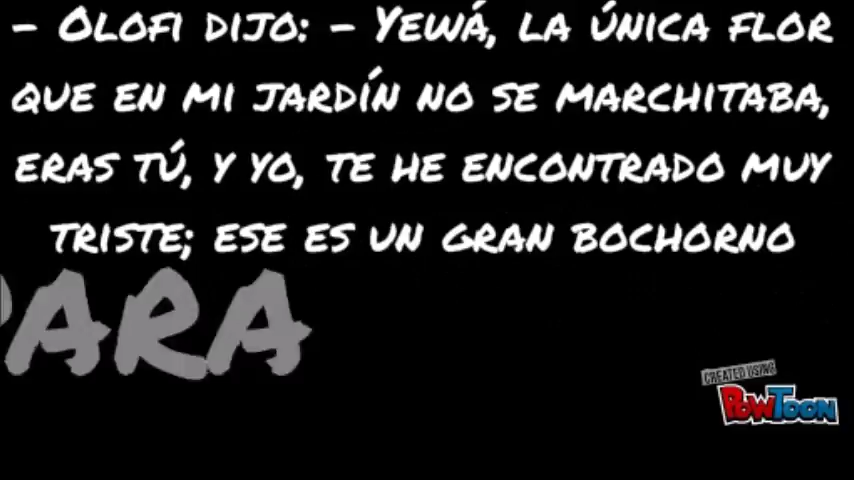 - OLOFI DIJO: - YEWÁ, LA ÚNICA FLOR
QUE EN MI JARDÍN NO SE MARCHITABA,
ERAS TÚ, Y YO, TE HE ENCONTRADO MUY
TRISTE; ESE ES UN GRAN BOCHORNO
PARA
CREATED USING
POWTOON